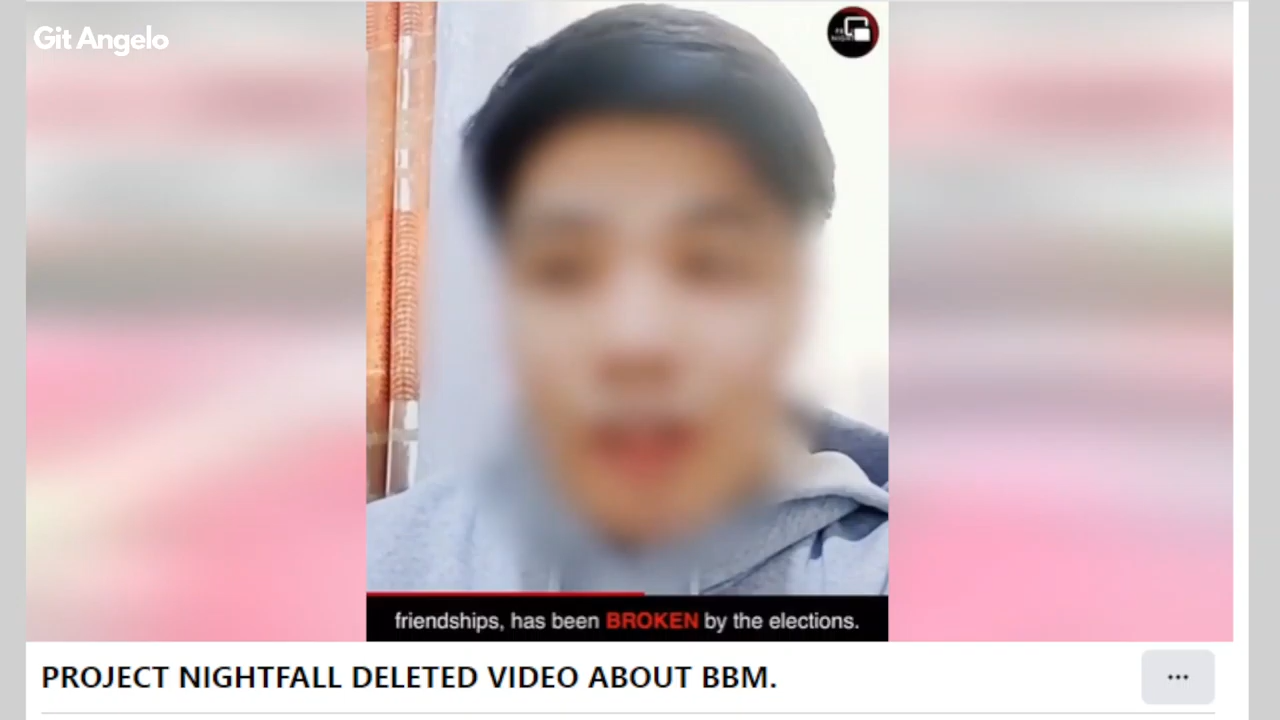 Git Angelo
friendships, has been BROKEN by the elections.
PROJECT NIGHTFALL DELETED VIDEO ABOUT BBM.